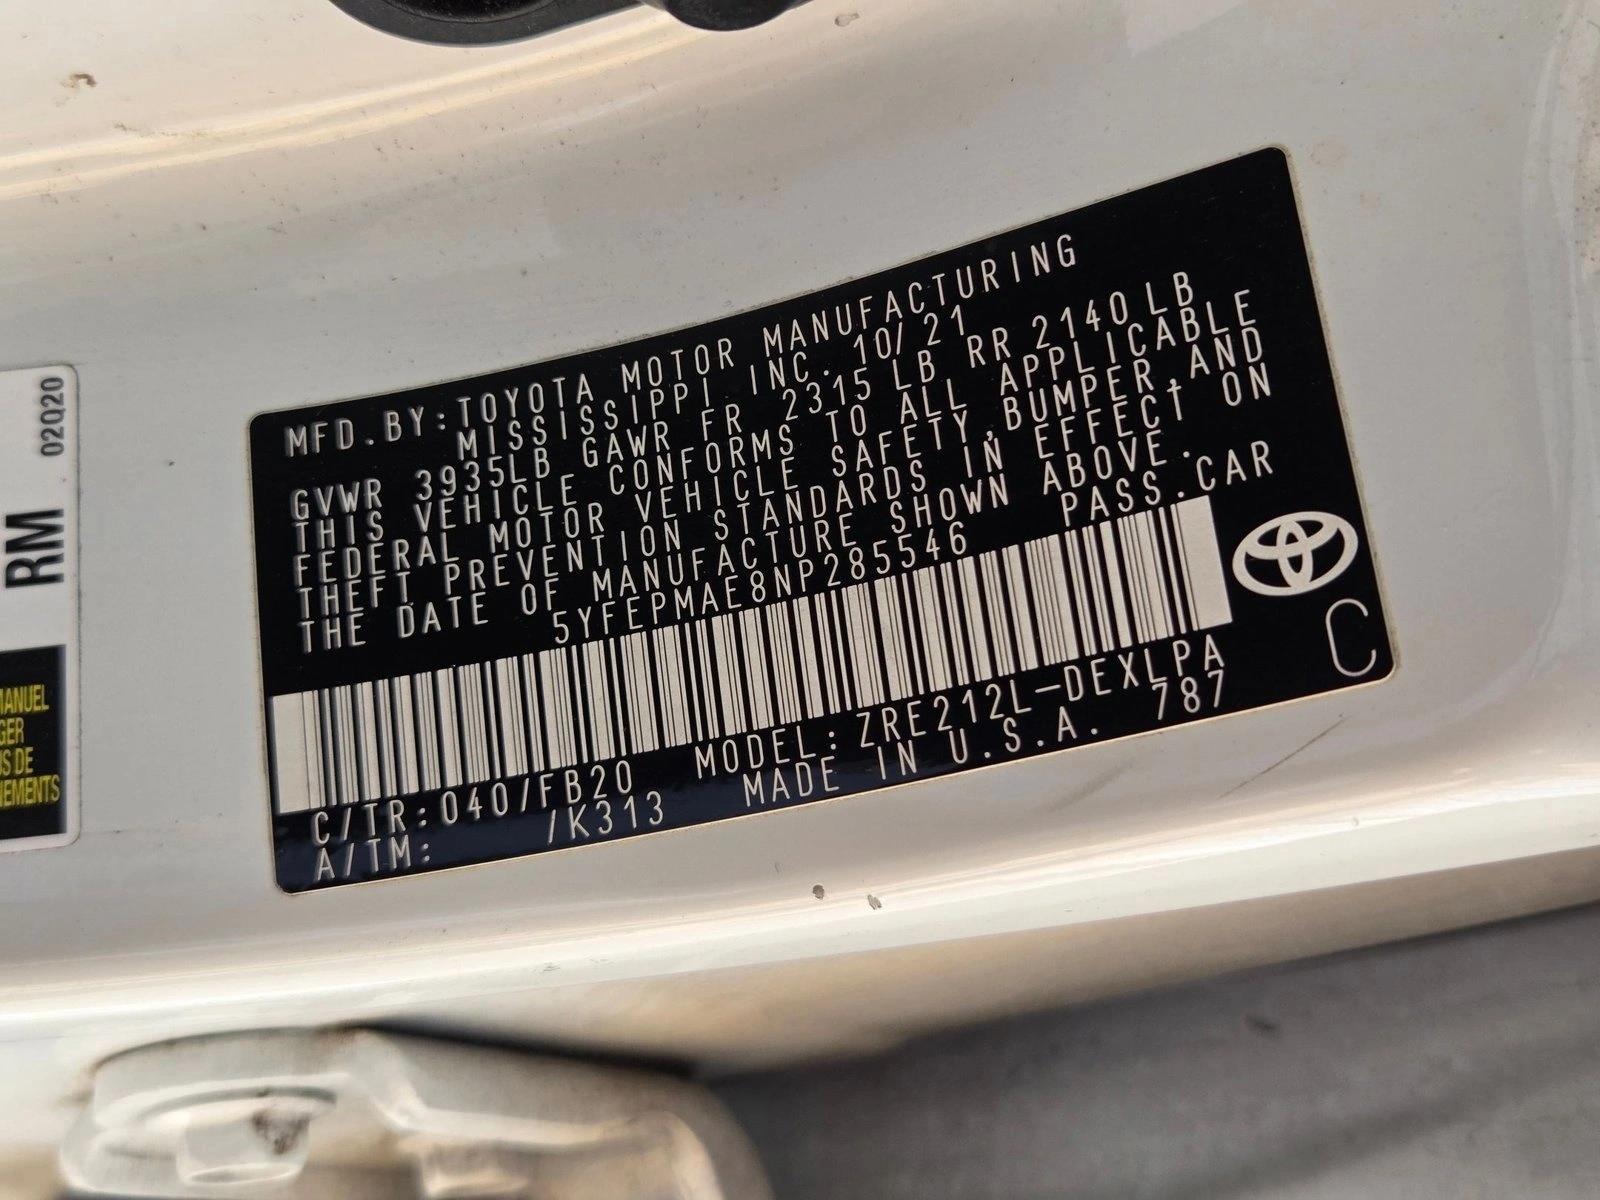 MFD.BY:TOYOTA MOTOR MANUFACTURING
MISSISSIPPI INC. 10/21
GVWR 3935LB GAWR FR 2315 LB RR 2140 LB
THIS VEHICLE CONFORMS TO ALL APPLICABLE
FEDERAL MOTOR VEHICLE SAFETY,BUMPER,AND
THEFT PREVENTION STANDARDS IN EFFECT ON
THE DATE OF MANUFACTURE SHOWN ABOVE.
5YFEPMAE8NP285546 PASS.CAR
C/TR:040/FB20 MODEL:ZRE212L-DEXLPA
A/TM: /K313 MADE IN U.S.A. 787
C
RM 02Q20
MANUEL
GER
US DE
NEMENTS